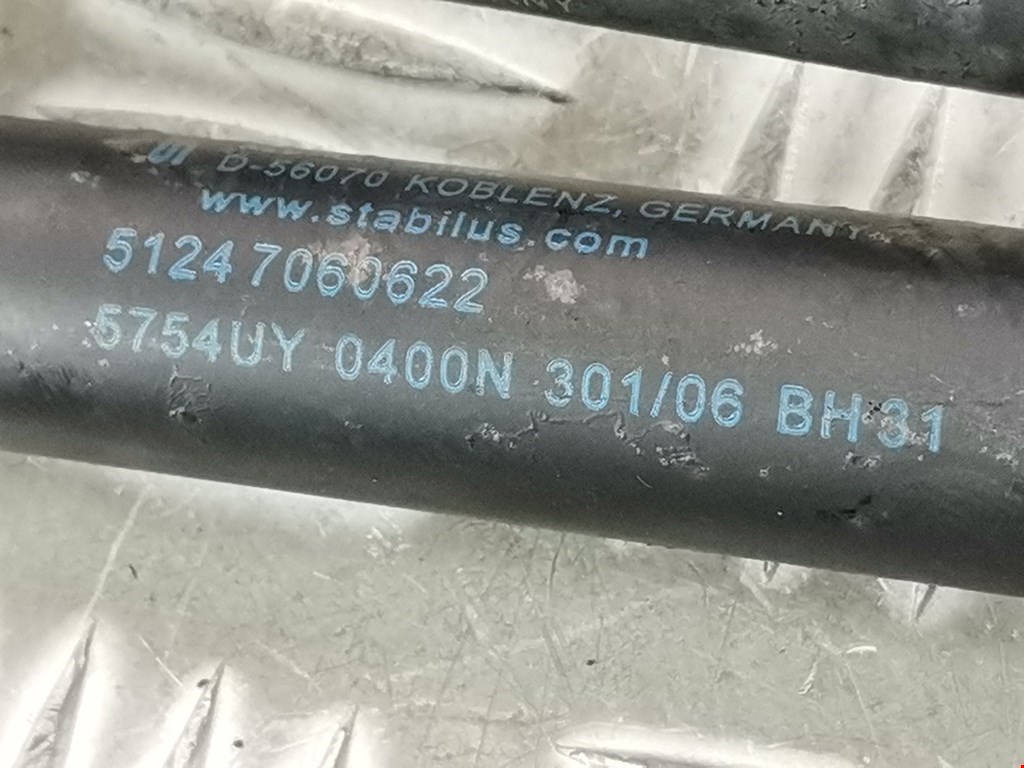 D-56070 KOBLENZ, GERMANY
www.stabilus.com
5124 7060622
5754UY 0400N 301/06 BH31